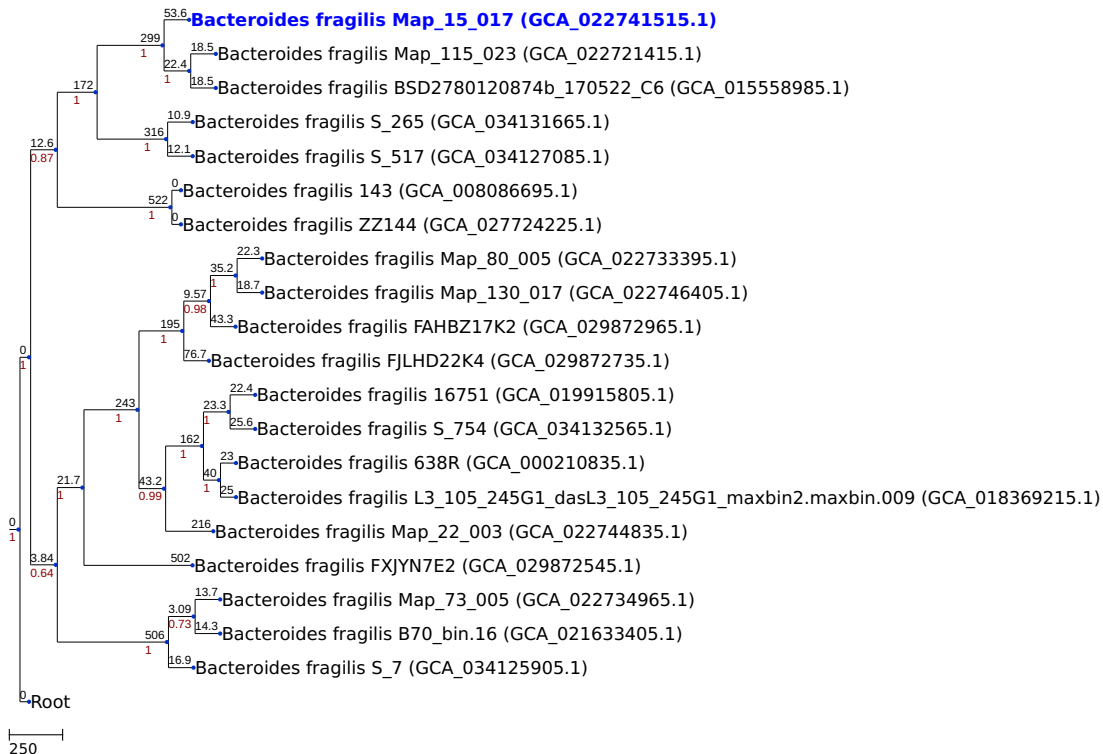 53.6 Bacteroides fragilis Map_15_017 (GCA_022741515.1)
299
1
18.5 Bacteroides fragilis Map_115_023 (GCA_022721415.1)
22.4
1
18.5 Bacteroides fragilis BSD2780120874b_170522_C6 (GCA_015558985.1)
172
1
10.9 Bacteroides fragilis S_265 (GCA_034131665.1)
316
1
12.1 Bacteroides fragilis S_517 (GCA_034127085.1)
12.6
0.87
0 Bacteroides fragilis 143 (GCA_008086695.1)
522
1
0 Bacteroides fragilis ZZ144 (GCA_027724225.1)
22.3 Bacteroides fragilis Map_80_005 (GCA_022733395.1)
35.2
1
18.7 Bacteroides fragilis Map_130_017 (GCA_022746405.1)
9.57
0.98
43.3 Bacteroides fragilis FAHBZ17K2 (GCA_029872965.1)
195
1
0
1
76.7 Bacteroides fragilis FJLHD22K4 (GCA_029872735.1)
22.4 Bacteroides fragilis 16751 (GCA_019915805.1)
243
1
23.3
1
25.6 Bacteroides fragilis S_754 (GCA_034132565.1)
162
1
23 Bacteroides fragilis 638R (GCA_000210835.1)
40
1
43.2
0.99
21.7
1
25 Bacteroides fragilis L3_105_245G1_dasL3_105_245G1_maxbin2.maxbin.009 (GCA_018369215.1)
216 Bacteroides fragilis Map_22_003 (GCA_022744835.1)
0
1
502 Bacteroides fragilis FXJYN7E2 (GCA_029872545.1)
3.84
0.64
13.7 Bacteroides fragilis Map_73_005 (GCA_022734965.1)
3.09
0.73
14.3 Bacteroides fragilis B70_bin.16 (GCA_021633405.1)
506
1
16.9 Bacteroides fragilis S_7 (GCA_034125905.1)
0 Root
250